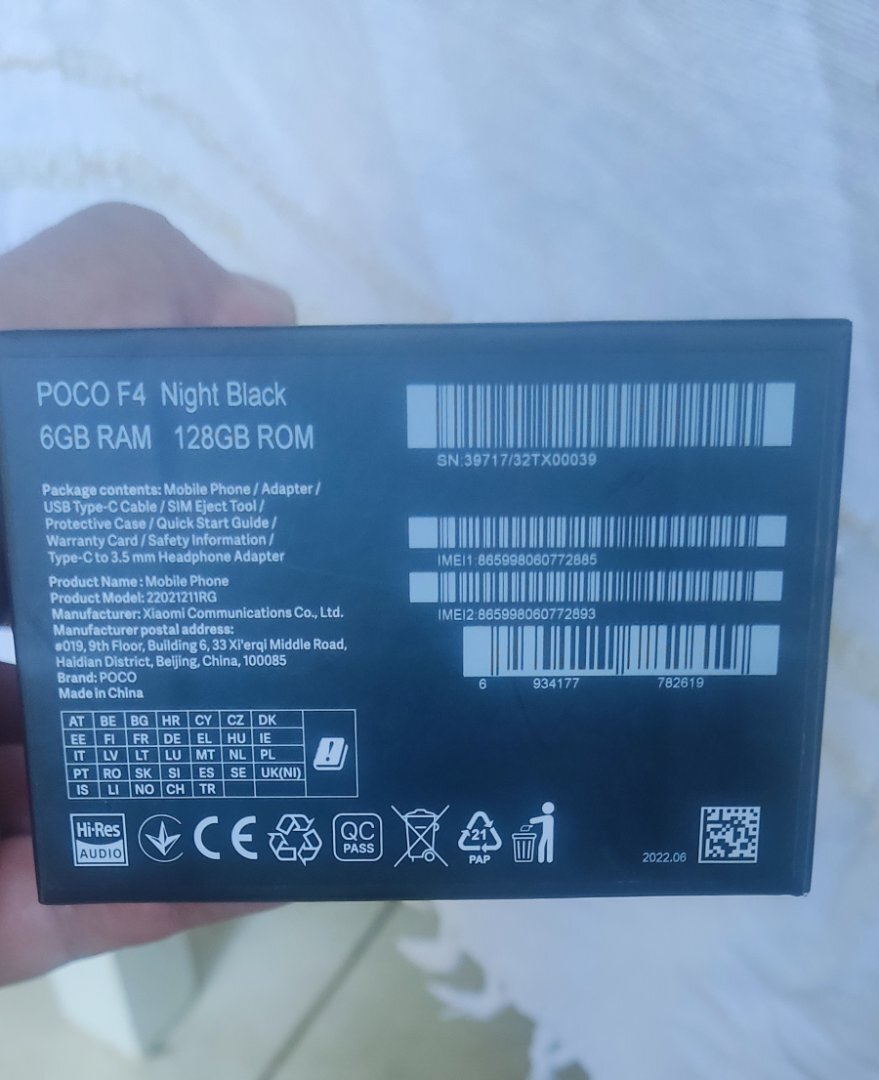 POCO F4 Night Black
6GB RAM 128GB ROM
Package contents: Mobile Phone / Adapter /
USB Type-C Cable / SIM Eject Tool /
Protective Case / Quick Start Guide /
Warranty Card / Safety Information /
Type-C to 3.5 mm Headphone Adapter
Product Name : Mobile Phone
Product Model: 22021211RG
Manufacturer: Xiaomi Communications Co., Ltd.
Manufacturer postal address:
#019, 9th Floor, Building 6, 33 Xi'erqi Middle Road,
Haidian District, Beijing, China, 100085
Brand: POCO
Made in China
SN:39717/32TX00039
IMEI1:865998060772885
IMEI2:865998060772893
6 934177 782619
AT BE BG HR CY CZ DK
EE FI FR DE EL HU IE
IT LV LT LU MT NL PL
PT RO SK SI ES SE UK(NI)
IS LI NO CH TR
Hi-Res
AUDIO
CE
QC
PASS
21
PAP
2022.06